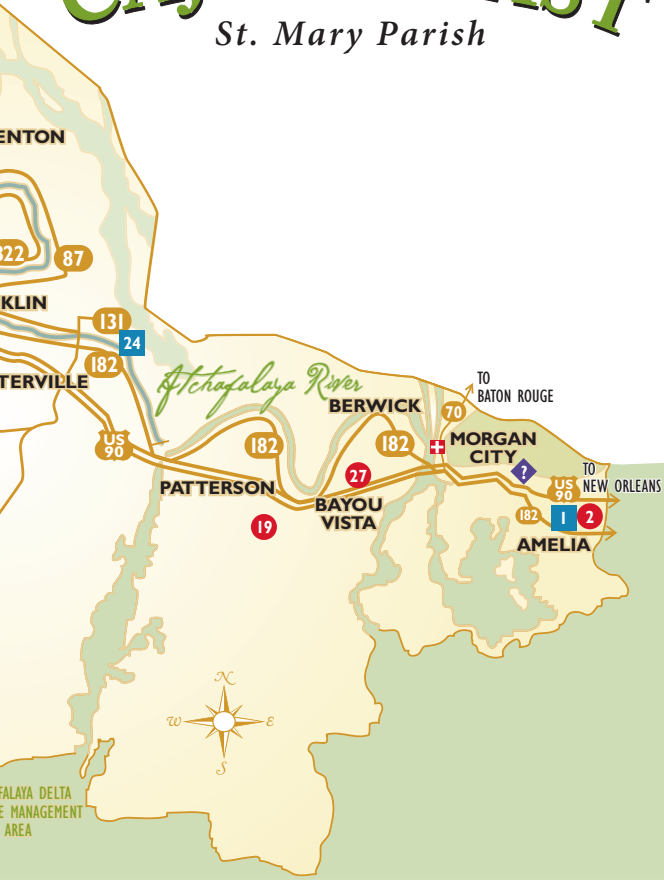 St. Mary Parish
ENTON
322
87
KLIN
131
24
182
TERVILLE
US
90
Atchafalaya River
BERWICK
TO
BATON ROUGE
70
182
182
MORGAN
CITY
?
TO
NEW ORLEANS
US
90
27
PATTERSON
BAYOU
VISTA
19
182
1
2
AMELIA
N
W
E
S
FALAYA DELTA
E MANAGEMENT
AREA